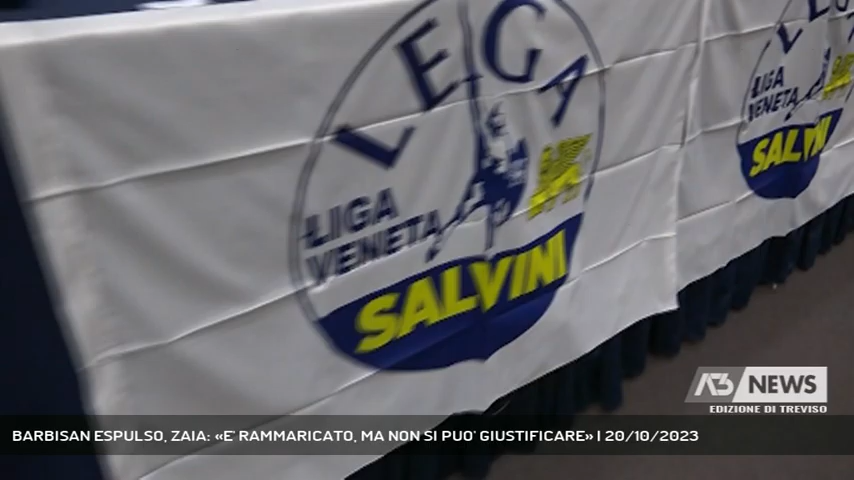 LEGA
LIGA
VENETA
SALVINI
LEGA
LIGA
VENETA
SALVINI
A3 NEWS
EDIZIONE DI TREVISO
BARBISAN ESPULSO, ZAIA: «E' RAMMARICATO, MA NON SI PUO' GIUSTIFICARE» | 20/10/2023